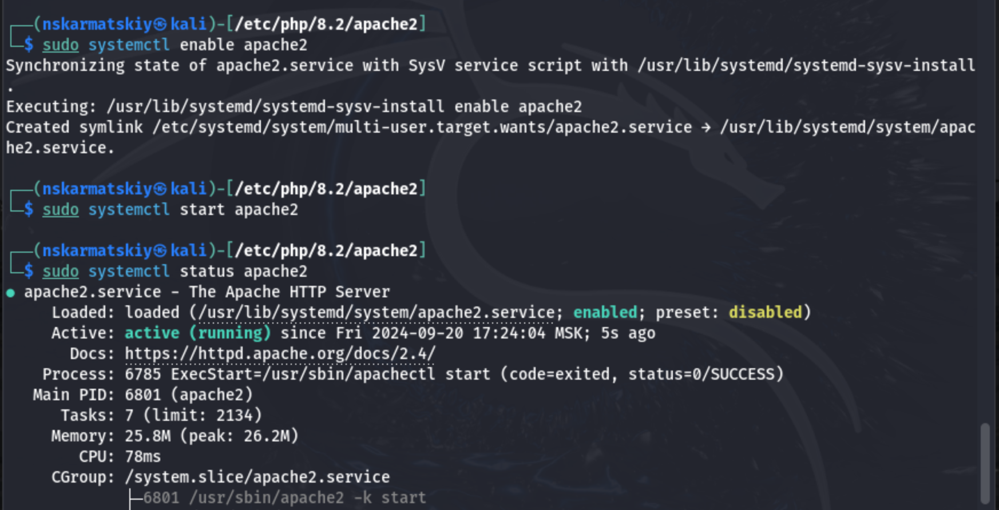 ┌──(nskarmatskiy㉿kali)-[/etc/php/8.2/apache2]
└─$ sudo systemctl enable apache2
Synchronizing state of apache2.service with SysV service script with /usr/lib/systemd/systemd-sysv-install
.
Executing: /usr/lib/systemd/systemd-sysv-install enable apache2
Created symlink /etc/systemd/system/multi-user.target.wants/apache2.service → /usr/lib/systemd/system/apac
he2.service.
┌──(nskarmatskiy㉿kali)-[/etc/php/8.2/apache2]
└─$ sudo systemctl start apache2
┌──(nskarmatskiy㉿kali)-[/etc/php/8.2/apache2]
└─$ sudo systemctl status apache2
● apache2.service - The Apache HTTP Server
Loaded: loaded (/usr/lib/systemd/system/apache2.service; enabled; preset: disabled)
Active: active (running) since Fri 2024-09-20 17:24:04 MSK; 5s ago
Docs: https://httpd.apache.org/docs/2.4/
Process: 6785 ExecStart=/usr/sbin/apachectl start (code=exited, status=0/SUCCESS)
Main PID: 6801 (apache2)
Tasks: 7 (limit: 2134)
Memory: 25.8M (peak: 26.2M)
CPU: 78ms
CGroup: /system.slice/apache2.service
├─6801 /usr/sbin/apache2 -k start